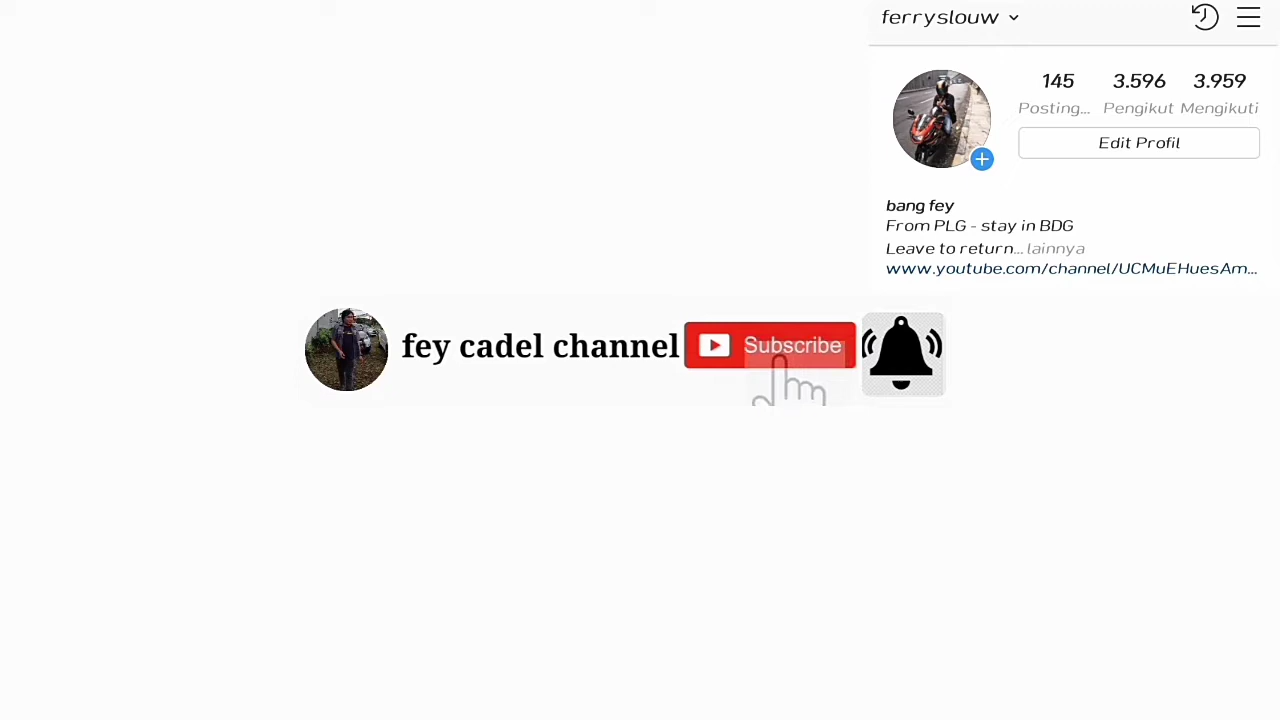 ferryslouw
145 3.596 3.959
Posting... Pengikut Mengikuti
Edit Profil
bang fey
From PLG - stay in BDG
Leave to return... lainnya
www.youtube.com/channel/UCMuEHuesAm...
fey cadel channel Subscribe